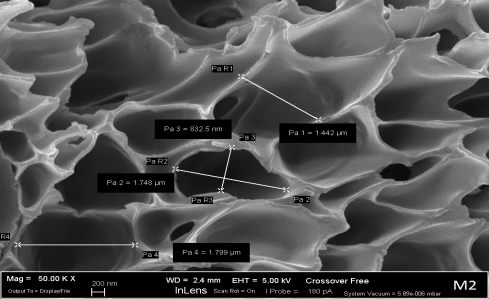 Pa R1
Pa 3 = 832.5 nm
Pa 3
Pa 1 = 1.442 µm
Pa R2
Pa 2 = 1.748 µm
Pa R3
Pa 2
R4
Pa 4
Pa 4 = 1.799 µm
Mag = 50.00 K X
200 nm
WD = 2.4 mm
EHT = 5.00 kV
Crossover Free
M2
Output To = Display/File
InLens
Scan Rot = On
I Probe = 180 pA
System Vacuum = 5.89e-006 mbar